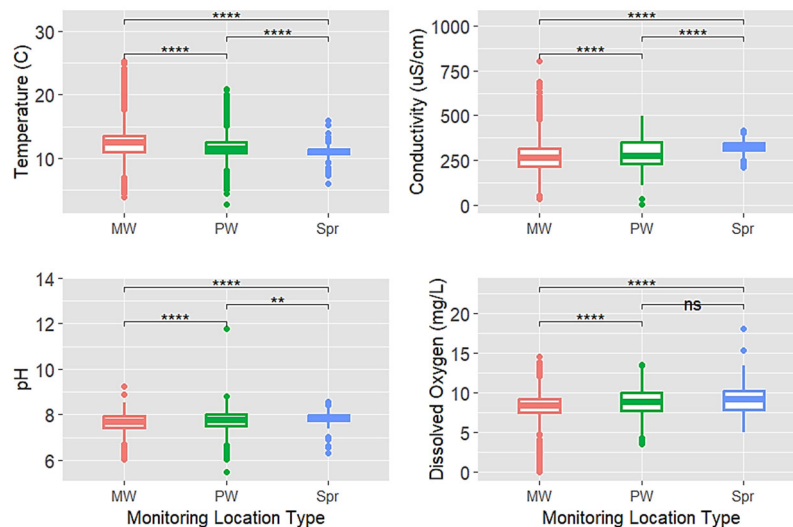 Temperature (C)
30
20
10
****
****
****
MW
PW
Spr
Conductivity (uS/cm)
1000
750
500
250
0
****
****
****
MW
PW
Spr
pH
14
12
10
8
6
****
**
****
MW
PW
Spr
Monitoring Location Type
Dissolved Oxygen (mg/L)
20
15
10
5
0
****
ns
****
MW
PW
Spr
Monitoring Location Type